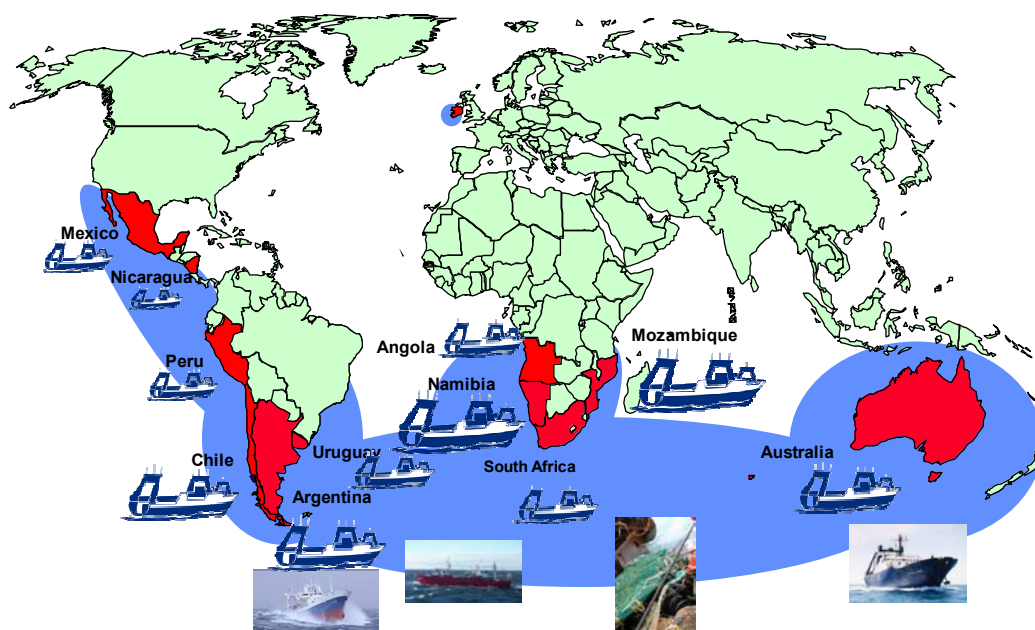 Mexico
Nicaragua
Peru
Chile
Uruguay
Argentina
Angola
Namibia
South Africa
Mozambique
Australia